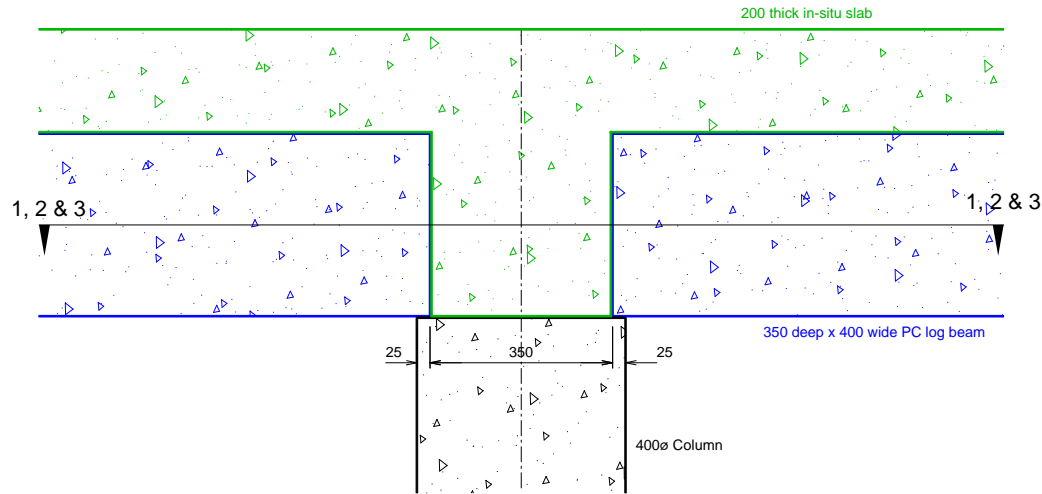 200 thick in-situ slab
1, 2 & 3
1, 2 & 3
350 deep x 400 wide PC log beam
25
350
25
400ø Column